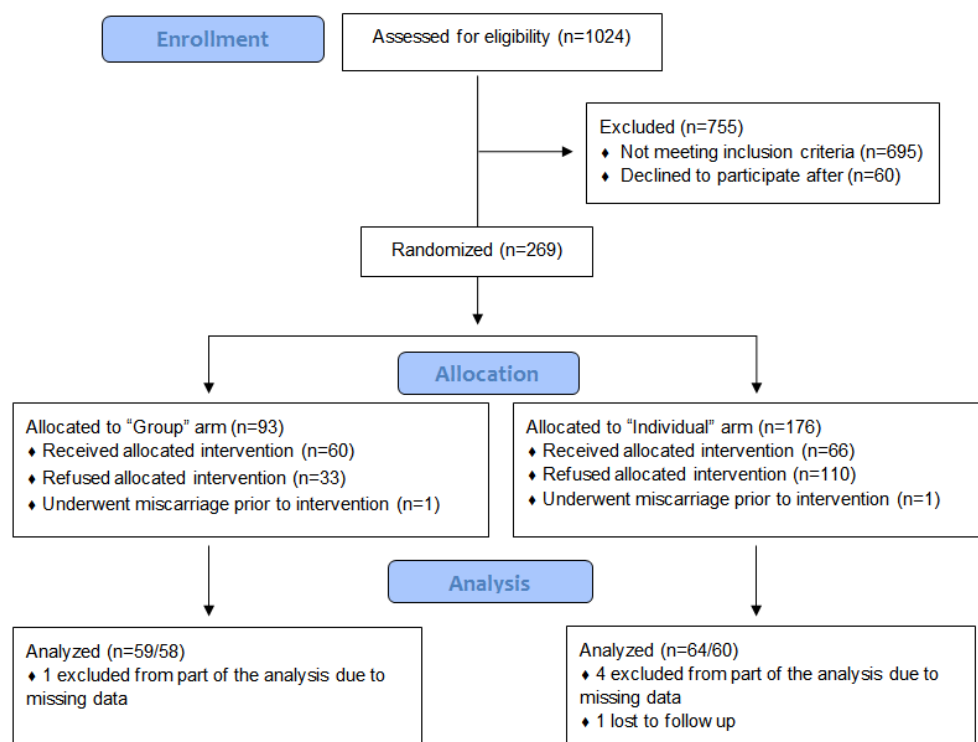 Enrollment
Assessed for eligibility (n=1024)
Excluded (n=755)
♦ Not meeting inclusion criteria (n=695)
♦ Declined to participate after (n=60)
Randomized (n=269)
Allocation
Allocated to “Group” arm (n=93)
♦ Received allocated intervention (n=60)
♦ Refused allocated intervention (n=33)
♦ Underwent miscarriage prior to intervention (n=1)
Allocated to “Individual” arm (n=176)
♦ Received allocated intervention (n=66)
♦ Refused allocated intervention (n=110)
♦ Underwent miscarriage prior to intervention (n=1)
Analysis
Analyzed (n=59/58)
♦ 1 excluded from part of the analysis due to
missing data
Analyzed (n=64/60)
♦ 4 excluded from part of the analysis due to
missing data
♦ 1 lost to follow up